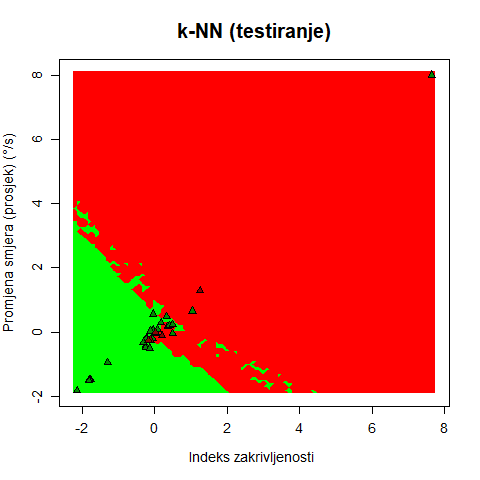 k-NN (testiranje)
Promjena smjera (prosjek) (°/s)
8
6
4
2
0
-2
-2 0 2 4 6 8
Indeks zakrivljenosti